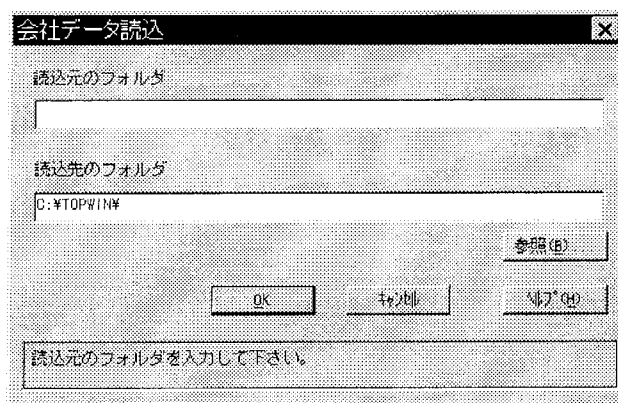 会社データ読込
読込元のフォルダ
読込先のフォルダ
C:¥TOPWIN¥
参照(B)...
OK
キャンセル
ヘルプ(H)
読込元のフォルダを入力して下さい。